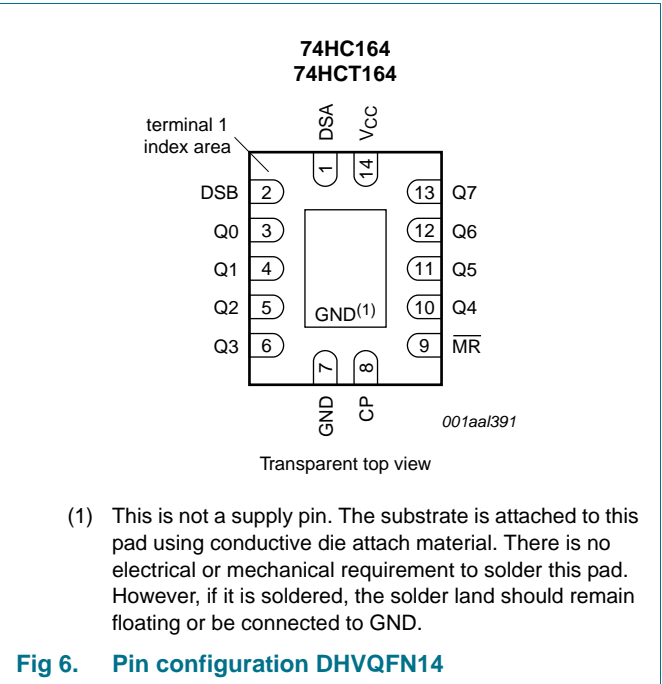 74HC164
74HCT164
terminal 1
index area
DSA
VCC
1
14
DSB 2
13 Q7
Q0 3
12 Q6
Q1 4
11 Q5
Q2 5
10 Q4
Q3 6
9 MR
GND(1)
7
8
GND
CP
001aal391
Transparent top view
(1) This is not a supply pin. The substrate is attached to this
pad using conductive die attach material. There is no
electrical or mechanical requirement to solder this pad.
However, if it is soldered, the solder land should remain
floating or be connected to GND.
Fig 6. Pin configuration DHVQFN14